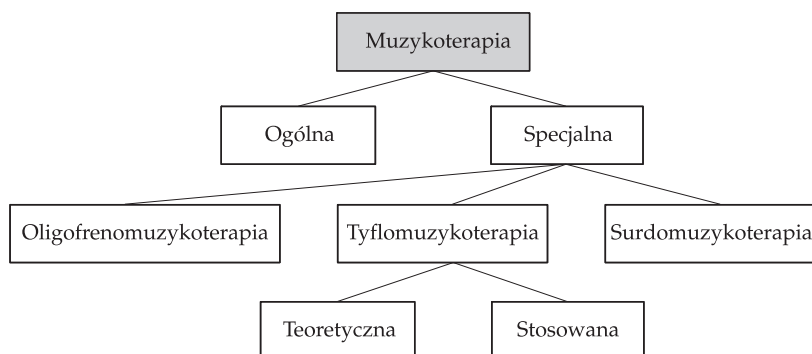 Muzykoterapia
Ogólna
Specjalna
Oligofrenomuzykoterapia
Tyflomuzykoterapia
Surdomuzykoterapia
Teoretyczna
Stosowana